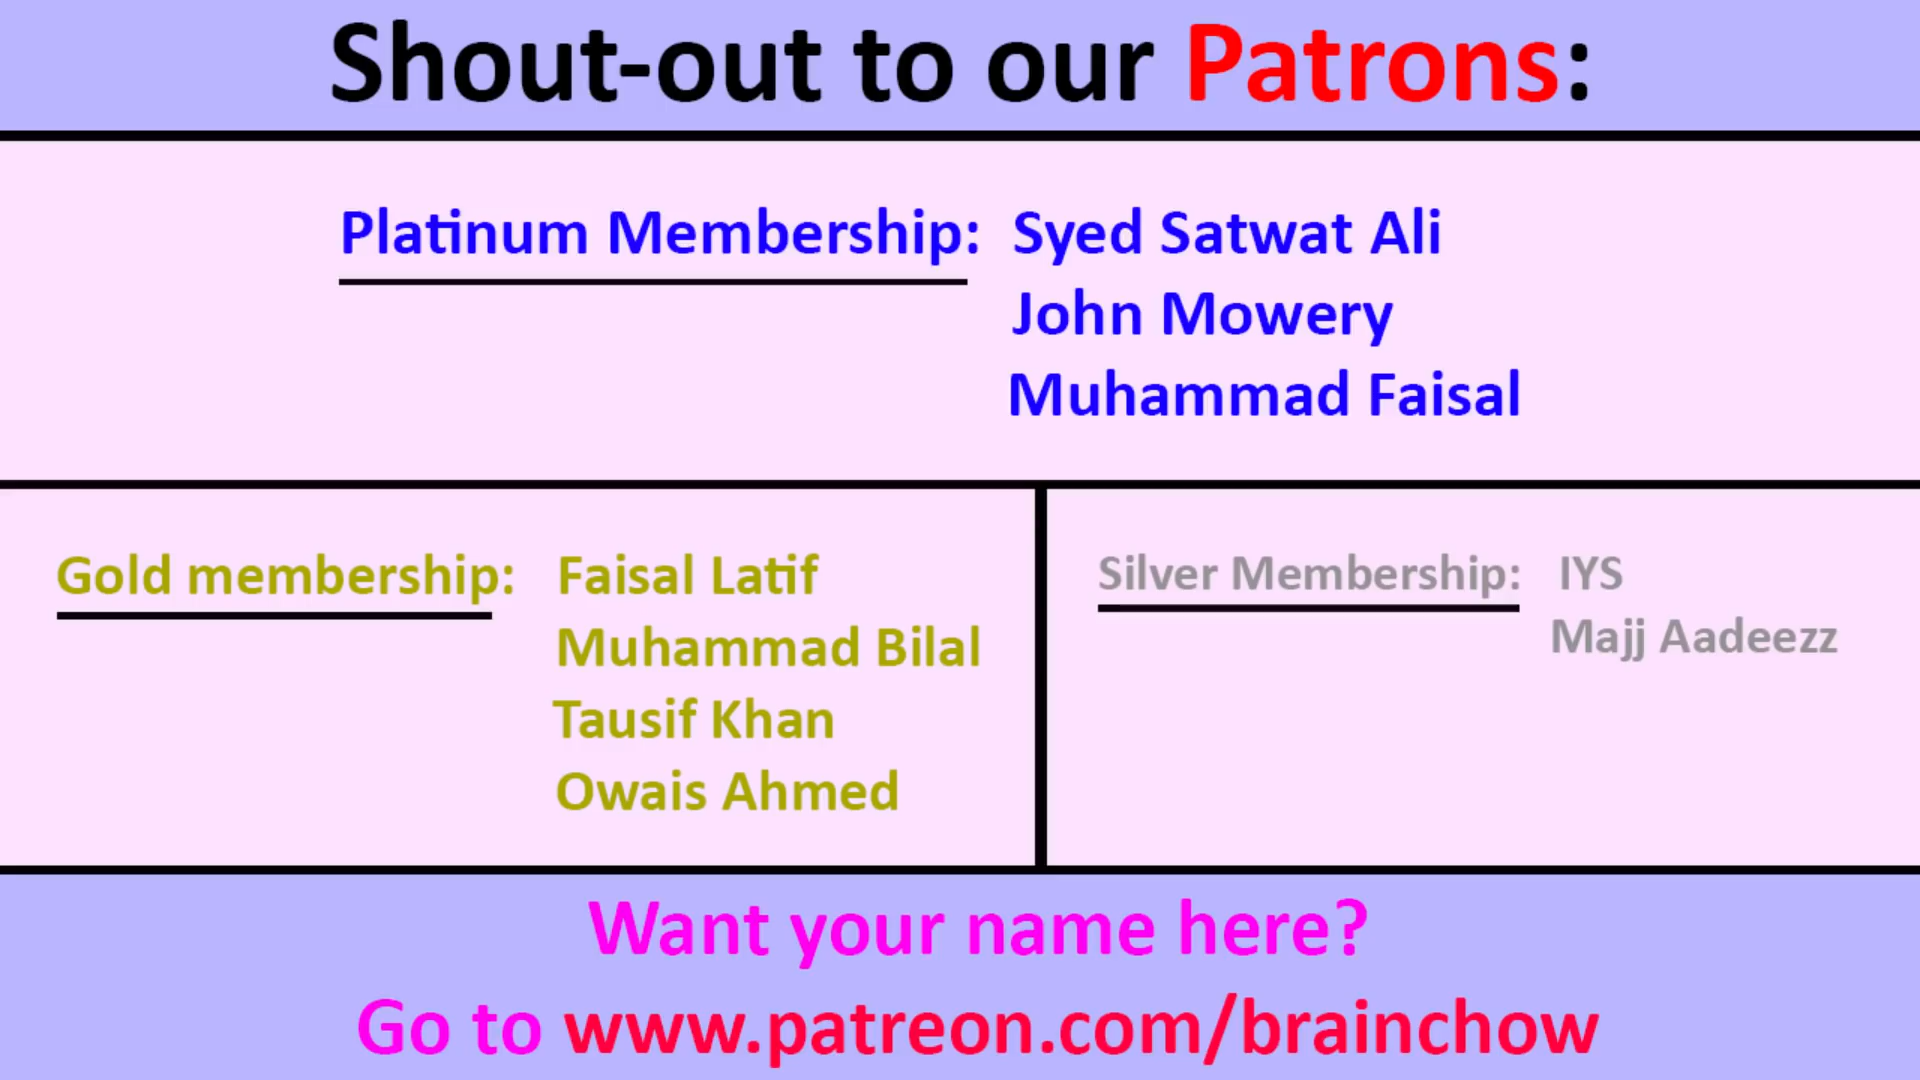 Shout-out to our Patrons:
Platinum Membership: Syed Satwat Ali
John Mowery
Muhammad Faisal
Gold membership: Faisal Latif
Muhammad Bilal
Tausif Khan
Owais Ahmed
Silver Membership: IYS
Majj Aadeezz
Want your name here?
Go to www.patreon.com/brainchow